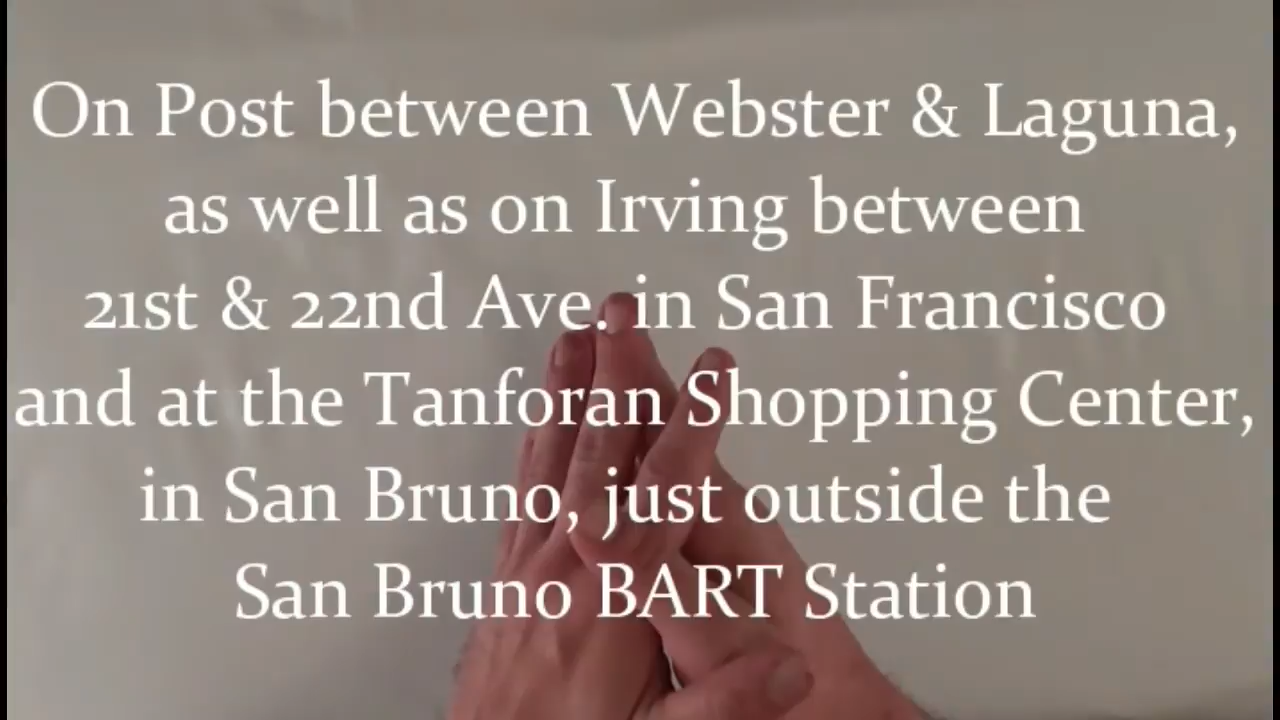 On Post between Webster & Laguna,
as well as on Irving between
21st & 22nd Ave. in San Francisco
and at the Tanforan Shopping Center,
in San Bruno, just outside the
San Bruno BART Station